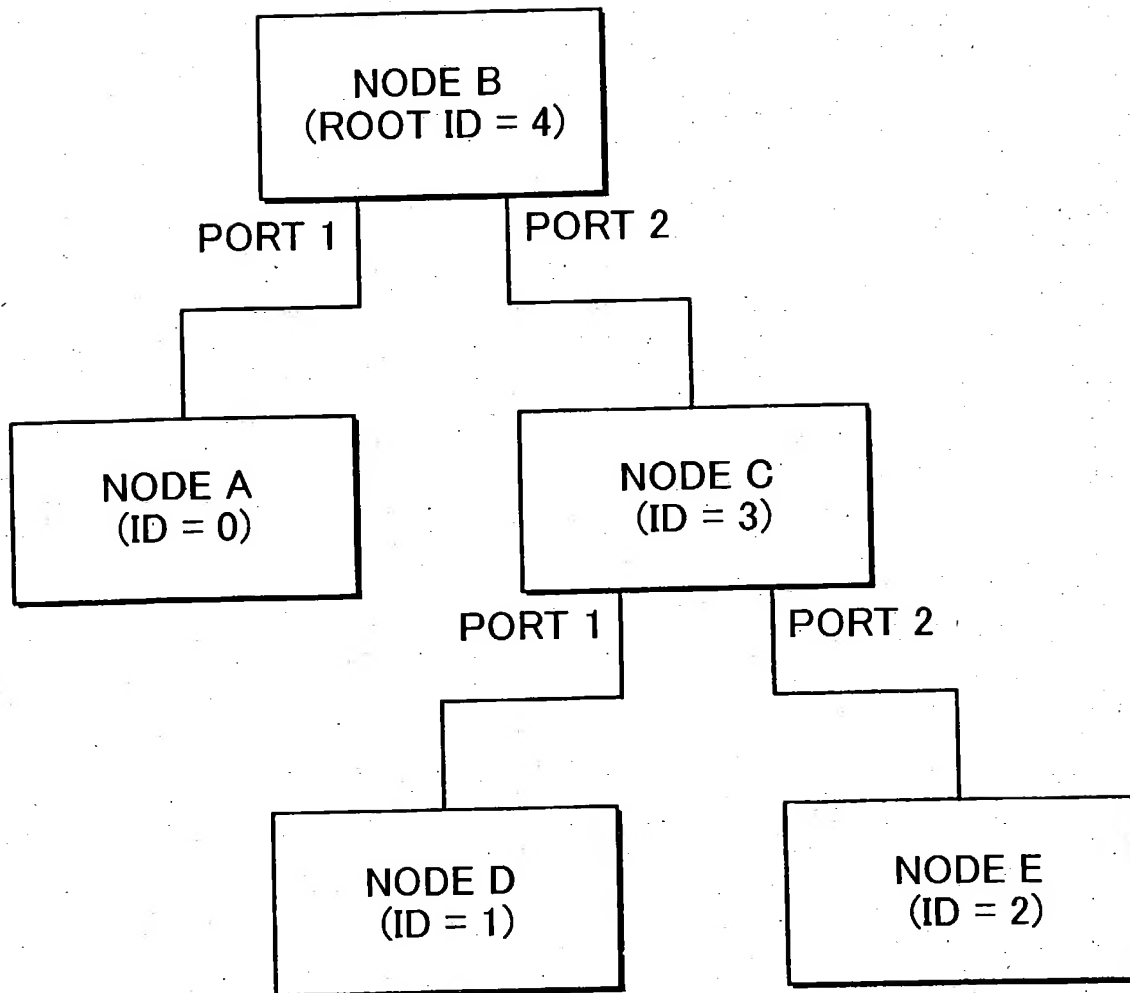 NODE B
(ROOT ID = 4)
PORT 1
PORT 2
NODE A
(ID = 0)
NODE C
(ID = 3)
PORT 1
PORT 2
NODE D
(ID = 1)
NODE E
(ID = 2)